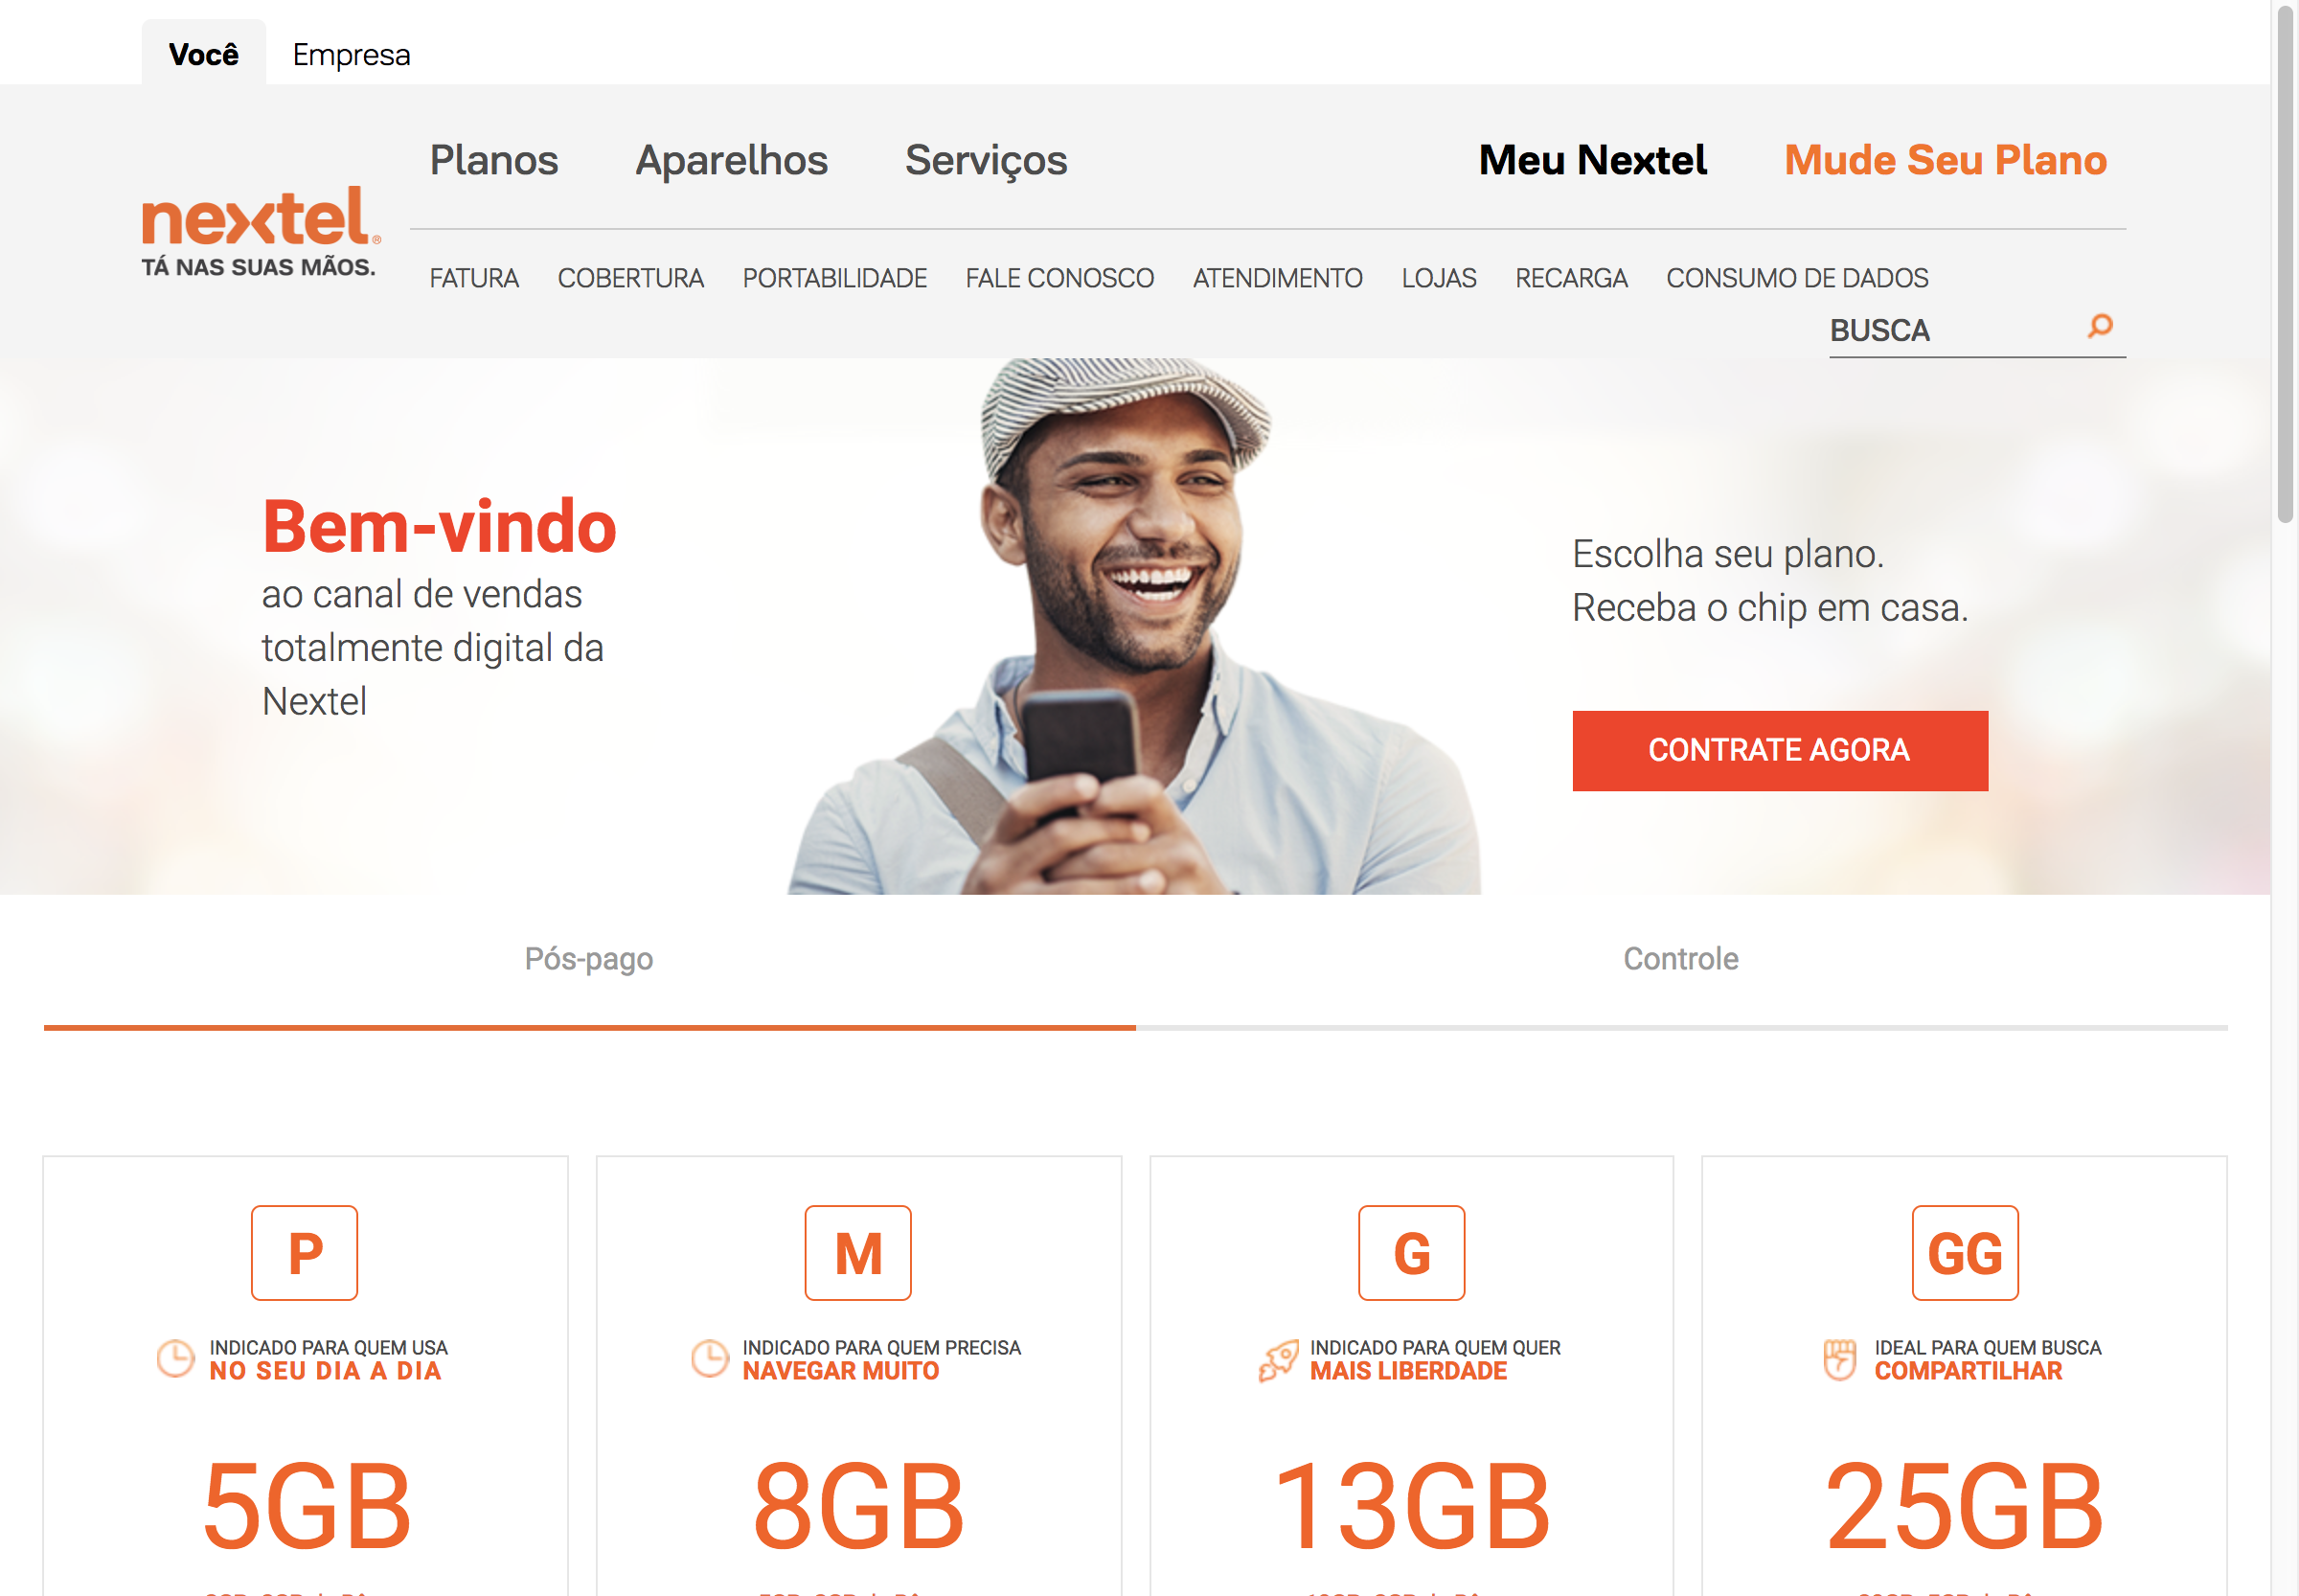 Você
Empresa
Planos
Aparelhos
Serviços
Meu Nextel
Mude Seu Plano
nextel®
TÁ NAS SUAS MÃOS.
FATURA
COBERTURA
PORTABILIDADE
FALE CONOSCO
ATENDIMENTO
LOJAS
RECARGA
CONSUMO DE DADOS
BUSCA
Bem-vindo
ao canal de vendas
totalmente digital da
Nextel
Escolha seu plano.
Receba o chip em casa.
CONTRATE AGORA
Pós-pago
Controle
P
INDICADO PARA QUEM USA
NO SEU DIA A DIA
5GB
M
INDICADO PARA QUEM PRECISA
NAVEGAR MUITO
8GB
G
INDICADO PARA QUEM QUER
MAIS LIBERDADE
13GB
GG
IDEAL PARA QUEM BUSCA
COMPARTILHAR
25GB